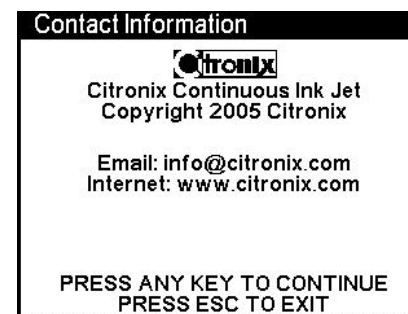 Contact Information
Citronix
Citronix Continuous Ink Jet
Copyright 2005 Citronix
Email: info@citronix.com
Internet: www.citronix.com
PRESS ANY KEY TO CONTINUE
PRESS ESC TO EXIT